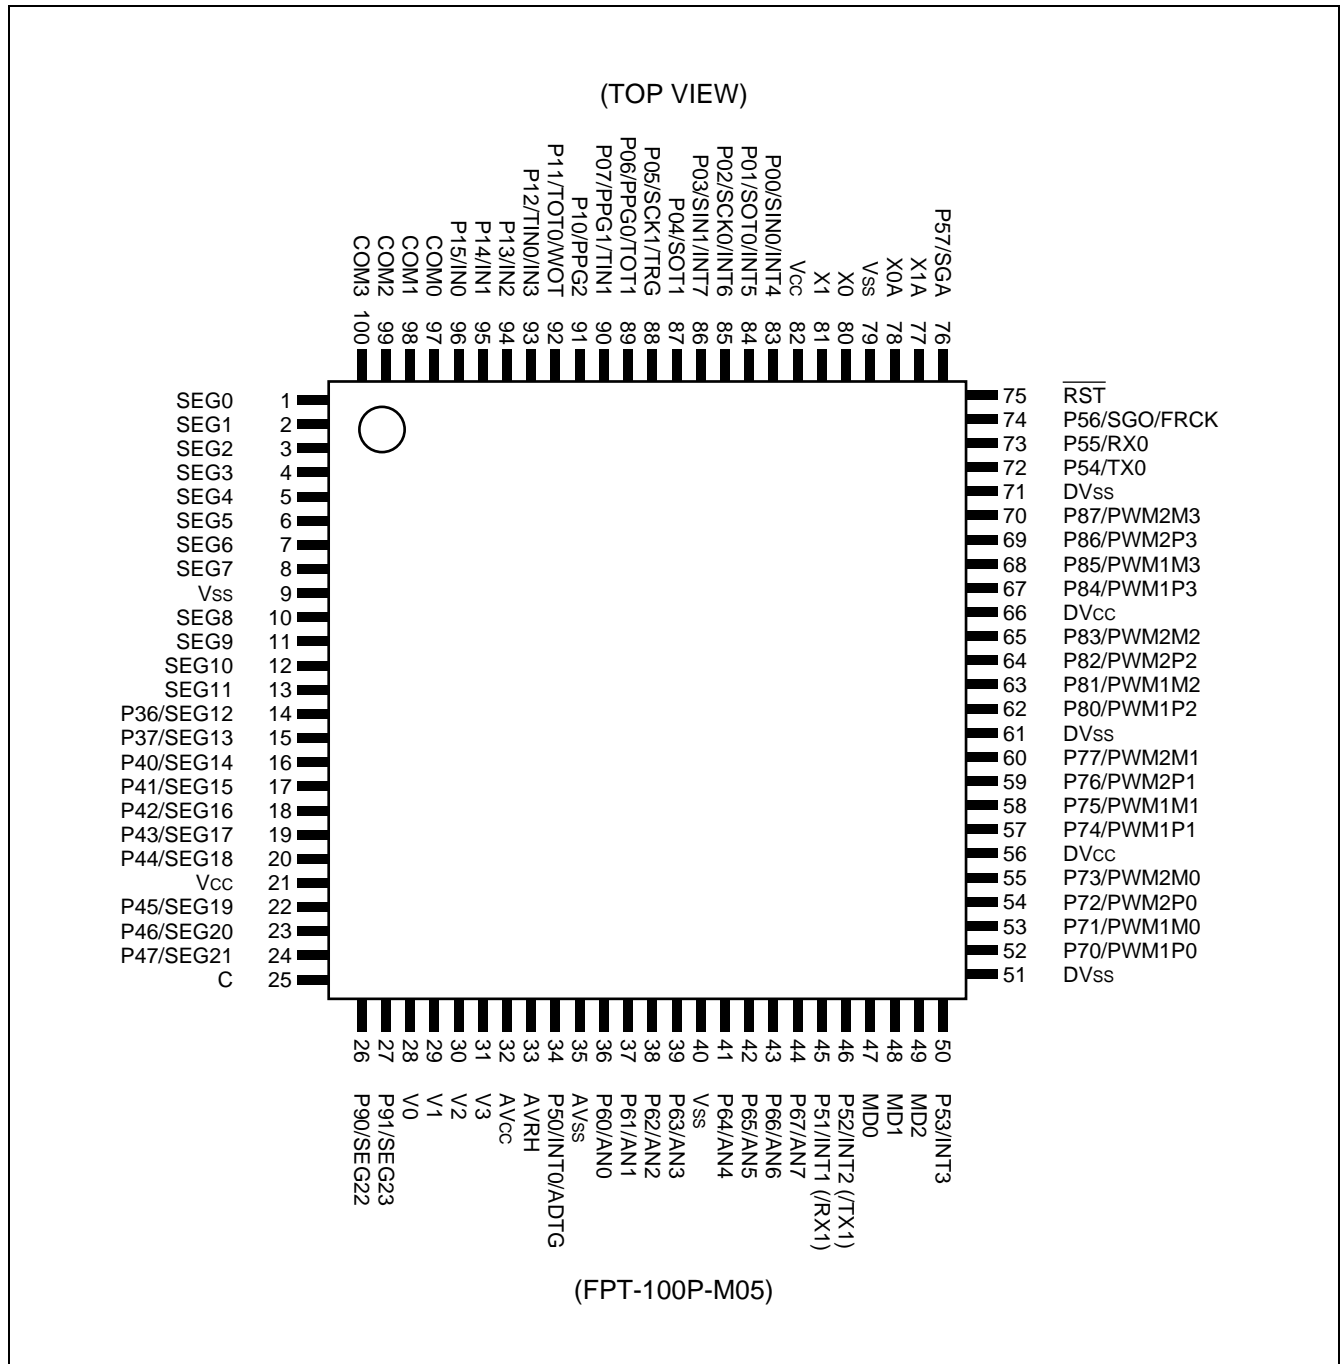 (TOP VIEW)
COM3 100
COM2 99
COM1 98
COM0 97
P15/IN0 96
P14/IN1 95
P13/IN2 94
P12/TIN0/IN3 93
P11/TOT0/WOT 92
P10/PPG2 91
P07/PPG1/TIN1 90
P06/PPG0/TOT1 89
P05/SCK1/TRG 88
P04/SOT1 87
P03/SIN1/INT7 86
P02/SCK0/INT6 85
P01/SOT0/INT5 84
P00/SIN0/INT4 83
Vcc 82
X1 81
X0 80
Vss 79
X0A 78
X1A 77
P57/SGA 76
SEG0 1
SEG1 2
SEG2 3
SEG3 4
SEG4 5
SEG5 6
SEG6 7
SEG7 8
Vss 9
SEG8 10
SEG9 11
SEG10 12
SEG11 13
P36/SEG12 14
P37/SEG13 15
P40/SEG14 16
P41/SEG15 17
P42/SEG16 18
P43/SEG17 19
P44/SEG18 20
Vcc 21
P45/SEG19 22
P46/SEG20 23
P47/SEG21 24
C 25
75 RST
74 P56/SGO/FRCK
73 P55/RX0
72 P54/TX0
71 DVss
70 P87/PWM2M3
69 P86/PWM2P3
68 P85/PWM1M3
67 P84/PWM1P3
66 DVcc
65 P83/PWM2M2
64 P82/PWM2P2
63 P81/PWM1M2
62 P80/PWM1P2
61 DVss
60 P77/PWM2M1
59 P76/PWM2P1
58 P75/PWM1M1
57 P74/PWM1P1
56 DVcc
55 P73/PWM2M0
54 P72/PWM2P0
53 P71/PWM1M0
52 P70/PWM1P0
51 DVss
26 P90/SEG22
27 P91/SEG23
28 V0
29 V1
30 V2
31 V3
32 AVcc
33 AVRH
34 P50/INT0/ADTG
35 AVss
36 P60/AN0
37 P61/AN1
38 P62/AN2
39 P63/AN3
40 Vss
41 P64/AN4
42 P65/AN5
43 P66/AN6
44 P67/AN7
45 P51/INT1 (/RX1)
46 P52/INT2 (/TX1)
47 MD0
48 MD1
49 MD2
50 P53/INT3
(FPT-100P-M05)